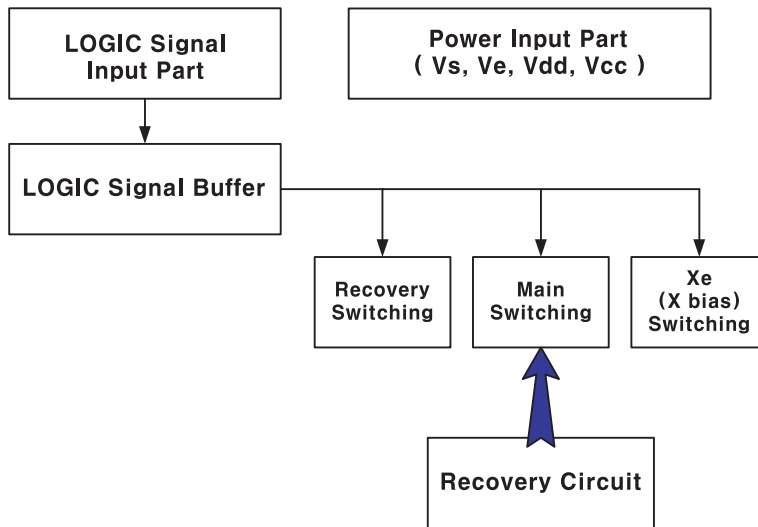 LOGIC Signal
Input Part
Power Input Part
( Vs, Ve, Vdd, Vcc )
LOGIC Signal Buffer
Recovery
Switching
Main
Switching
Xe
(X bias)
Switching
Recovery Circuit